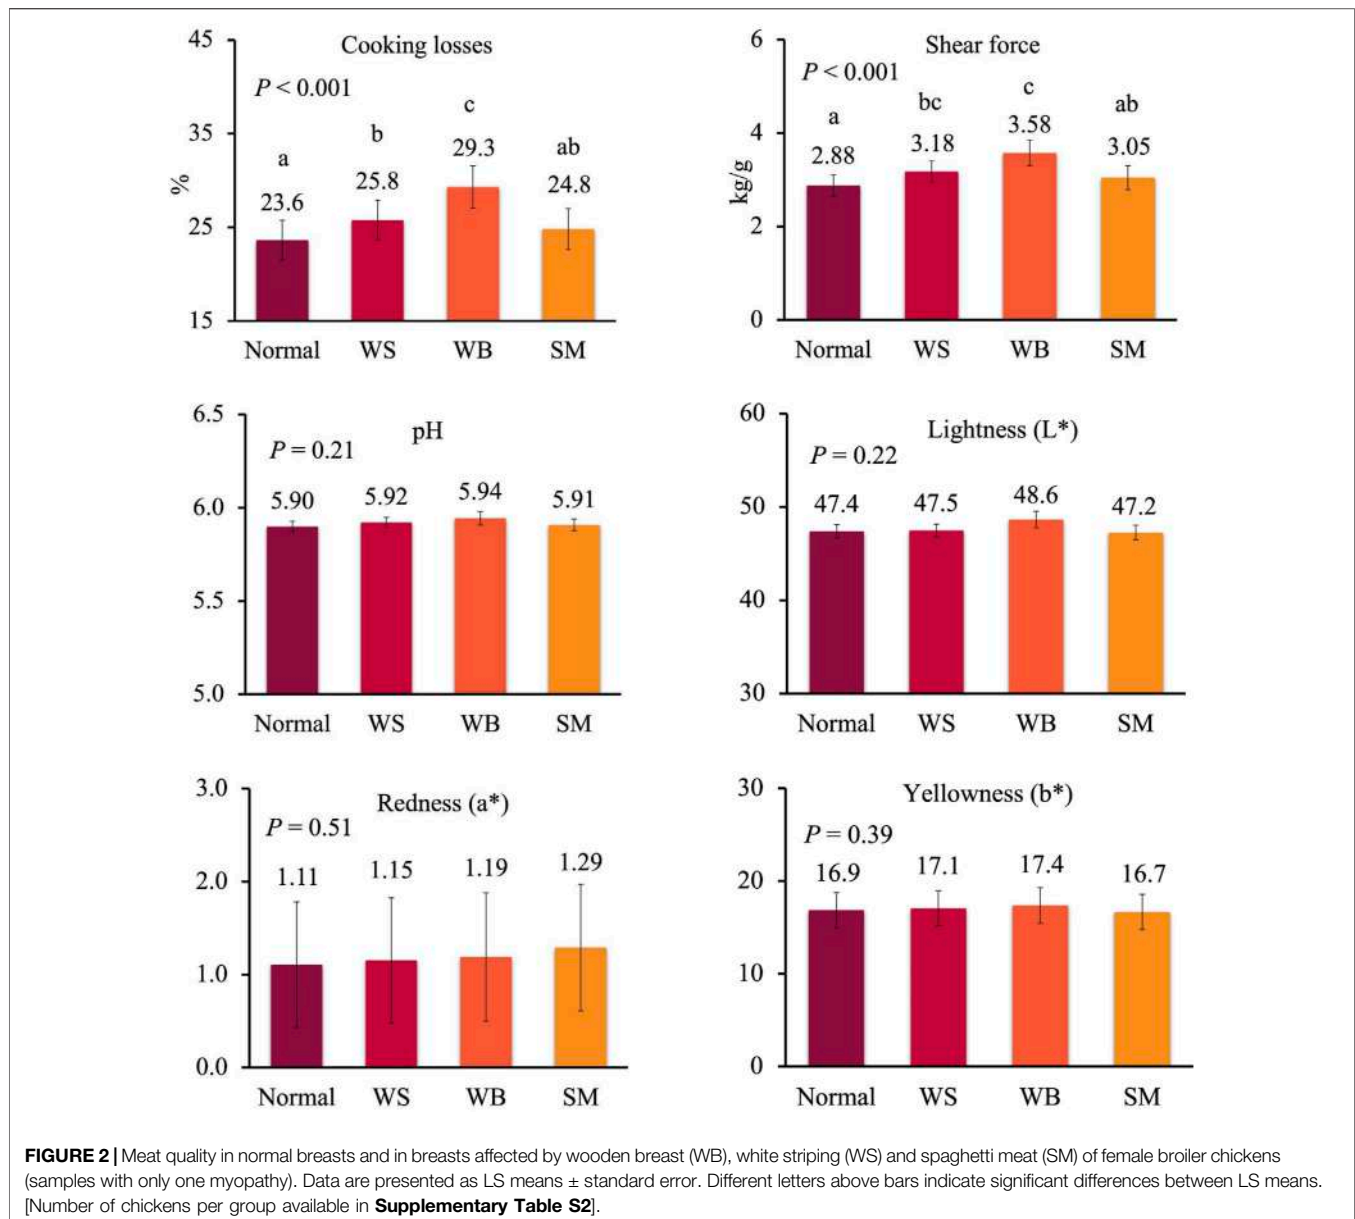 Cooking losses
P < 0.001
45
35
25
15
%
a
b
c
ab
23.6
25.8
29.3
24.8
Normal WS WB SM
Shear force
P < 0.001
6
4
2
0
kg/g
a
bc
c
ab
2.88
3.18
3.58
3.05
Normal WS WB SM
pH
P = 0.21
6.5
6.0
5.5
5.0
5.90 5.92 5.94 5.91
Normal WS WB SM
Lightness (L*)
P = 0.22
60
50
40
30
47.4 47.5 48.6 47.2
Normal WS WB SM
Redness (a*)
P = 0.51
3.0
2.0
1.0
0.0
1.11 1.15 1.19 1.29
Normal WS WB SM
Yellowness (b*)
P = 0.39
30
20
10
0
16.9 17.1 17.4 16.7
Normal WS WB SM
FIGURE 2 | Meat quality in normal breasts and in breasts affected by wooden breast (WB), white striping (WS) and spaghetti meat (SM) of female broiler chickens
(samples with only one myopathy). Data are presented as LS means ± standard error. Different letters above bars indicate significant differences between LS means.
[Number of chickens per group available in Supplementary Table S2].